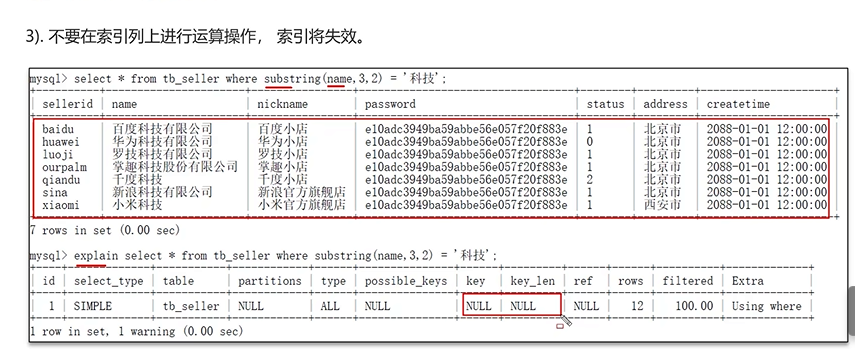 3). 不要在索引列上进行运算操作， 索引将失效。
mysql> select * from tb_seller where substring(name,3,2) = '科技';
| sellerid | name | nickname | password | status | address | createtime |
| baidu | 百度科技有限公司 | 百度小店 | e10adc3949ba59abbe56e057f20f883e | 1 | 北京市 | 2088-01-01 12:00:00 |
| huawei | 华为科技有限公司 | 华为小店 | e10adc3949ba59abbe56e057f20f883e | 0 | 北京市 | 2088-01-01 12:00:00 |
| luoji | 罗技科技有限公司 | 罗技小店 | e10adc3949ba59abbe56e057f20f883e | 1 | 北京市 | 2088-01-01 12:00:00 |
| ourpalm | 掌趣科技股份有限公司 | 掌趣小店 | e10adc3949ba59abbe56e057f20f883e | 1 | 北京市 | 2088-01-01 12:00:00 |
| qiandu | 千度科技 | 千度小店 | e10adc3949ba59abbe56e057f20f883e | 2 | 北京市 | 2088-01-01 12:00:00 |
| sina | 新浪科技有限公司 | 新浪官方旗舰店 | e10adc3949ba59abbe56e057f20f883e | 1 | 北京市 | 2088-01-01 12:00:00 |
| xiaomi | 小米科技 | 小米官方旗舰店 | e10adc3949ba59abbe56e057f20f883e | 1 | 西安市 | 2088-01-01 12:00:00 |
7 rows in set (0.00 sec)
mysql> explain select * from tb_seller where substring(name,3,2) = '科技';
| id | select_type | table | partitions | type | possible_keys | key | key_len | ref | rows | filtered | Extra |
| 1 | SIMPLE | tb_seller | NULL | ALL | NULL | NULL | NULL | NULL | 12 | 100.00 | Using where |
1 row in set, 1 warning (0.00 sec)